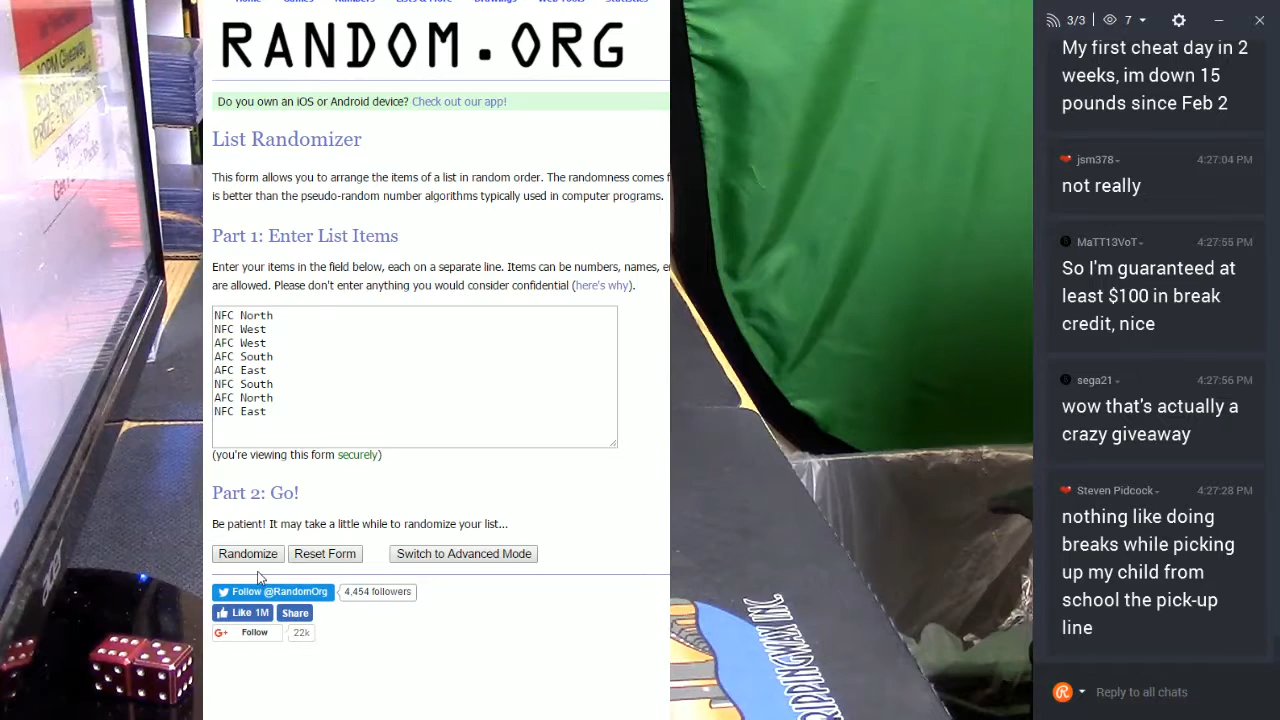 RANDOM.ORG
Do you own an iOS or Android device? Check out our app!
List Randomizer
This form allows you to arrange the items of a list in random order. The randomness comes
is better than the pseudo-random number algorithms typically used in computer programs.
Part 1: Enter List Items
Enter your items in the field below, each on a separate line. Items can be numbers, names,
are allowed. Please don't enter anything you would consider confidential (here's why).
NFC North
NFC West
AFC West
AFC South
AFC East
NFC South
AFC North
NFC East
(you're viewing this form securely)
Part 2: Go!
Be patient! It may take a little while to randomize your list...
Randomize Reset Form Switch to Advanced Mode
Follow @RandomOrg 4,454 followers
Like 1M Share
G+ Follow 22k
RIPPINGWAX INC.
3/3 7
My first cheat day in 2
weeks, im down 15
pounds since Feb 2
jsm378 4:27:04 PM
not really
MaTT13VoT 4:27:55 PM
So I'm guaranteed at
least $100 in break
credit, nice
sega21 4:27:56 PM
wow that's actually a
crazy giveaway
Steven Pidcock 4:27:28 PM
nothing like doing
breaks while picking
up my child from
school the pick-up
line
Reply to all chats